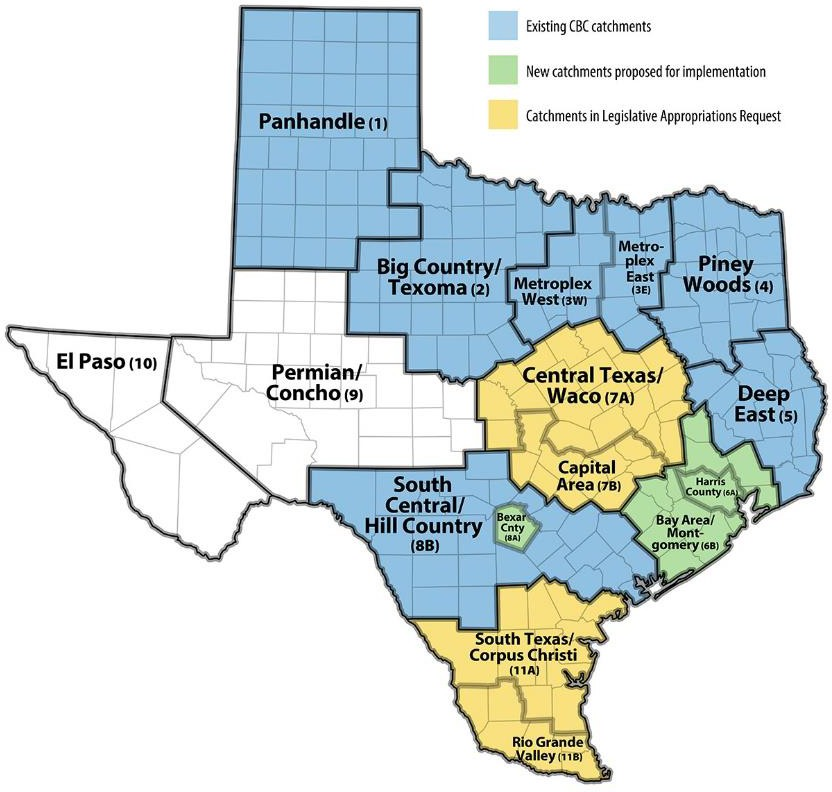 Existing CBC catchments
New catchments proposed for implementation
Catchments in Legislative Appropriations Request
Panhandle (1)
Big Country/
Texoma (2)
Metroplex
West (3W)
Metro-
plex
East
(3E)
Piney
Woods (4)
El Paso (10)
Permian/
Concho (9)
Central Texas/
Waco (7A)
Deep
East (5)
Capital
Area (7B)
South
Central/
Hill Country
(8B)
Bexar
Cnty
(8A)
Harris
County (6A)
Bay Area/
Mont-
gomery (6B)
South Texas/
Corpus Christi
(11A)
Rio Grande
Valley (11B)